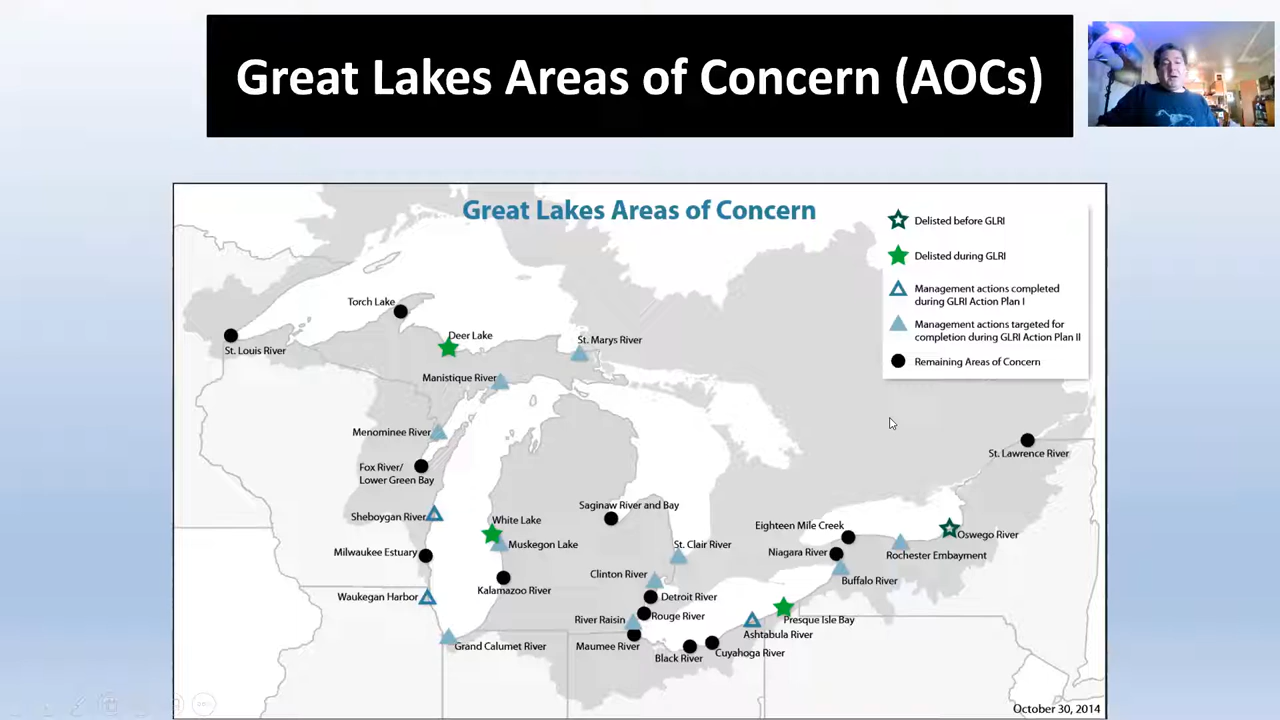 Great Lakes Areas of Concern (AOCs)
Great Lakes Areas of Concern
Delisted before GLRI
Delisted during GLRI
Management actions completed
during GLRI Action Plan I
Management actions targeted for
completion during GLRI Action Plan II
Remaining Areas of Concern
Torch Lake
St. Louis River
Deer Lake
St. Marys River
Manistique River
Menominee River
Fox River/
Lower Green Bay
Sheboygan River
Milwaukee Estuary
Waukegan Harbor
Grand Calumet River
White Lake
Muskegon Lake
Kalamazoo River
Saginaw River and Bay
St. Clair River
Clinton River
Detroit River
Rouge River
River Raisin
Maumee River
Black River
Cuyahoga River
Ashtabula River
Presque Isle Bay
Buffalo River
Niagara River
Eighteen Mile Creek
Rochester Embayment
Oswego River
St. Lawrence River
October 30, 2014